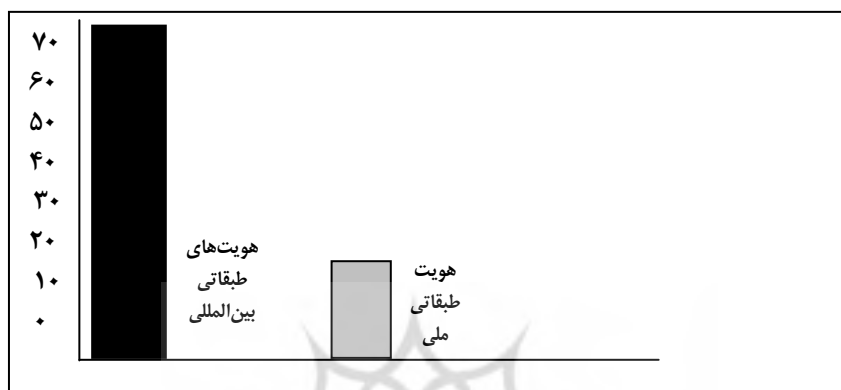 ۷۰
۶۰
۵۰
۴۰
۳۰
۲۰
۱۰
۰
هویت‌های
طبقاتی
بین‌المللی
هویت
طبقاتی
ملی